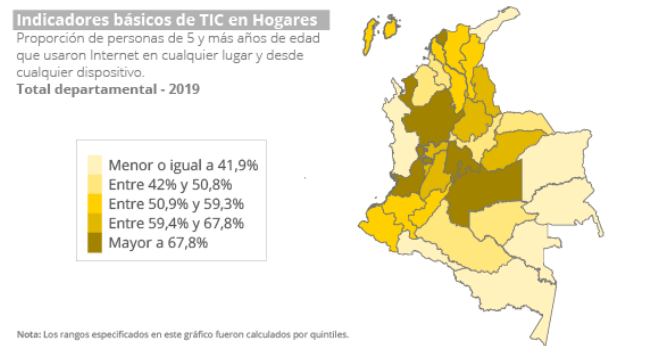 Indicadores básicos de TIC en Hogares
Proporción de personas de 5 y más años de edad
que usaron Internet en cualquier lugar y desde
cualquier dispositivo.
Total departamental - 2019
Menor o igual a 41,9%
Entre 42% y 50,8%
Entre 50,9% y 59,3%
Entre 59,4% y 67,8%
Mayor a 67,8%
Nota: Los rangos especificados en este gráfico fueron calculados por quintiles.